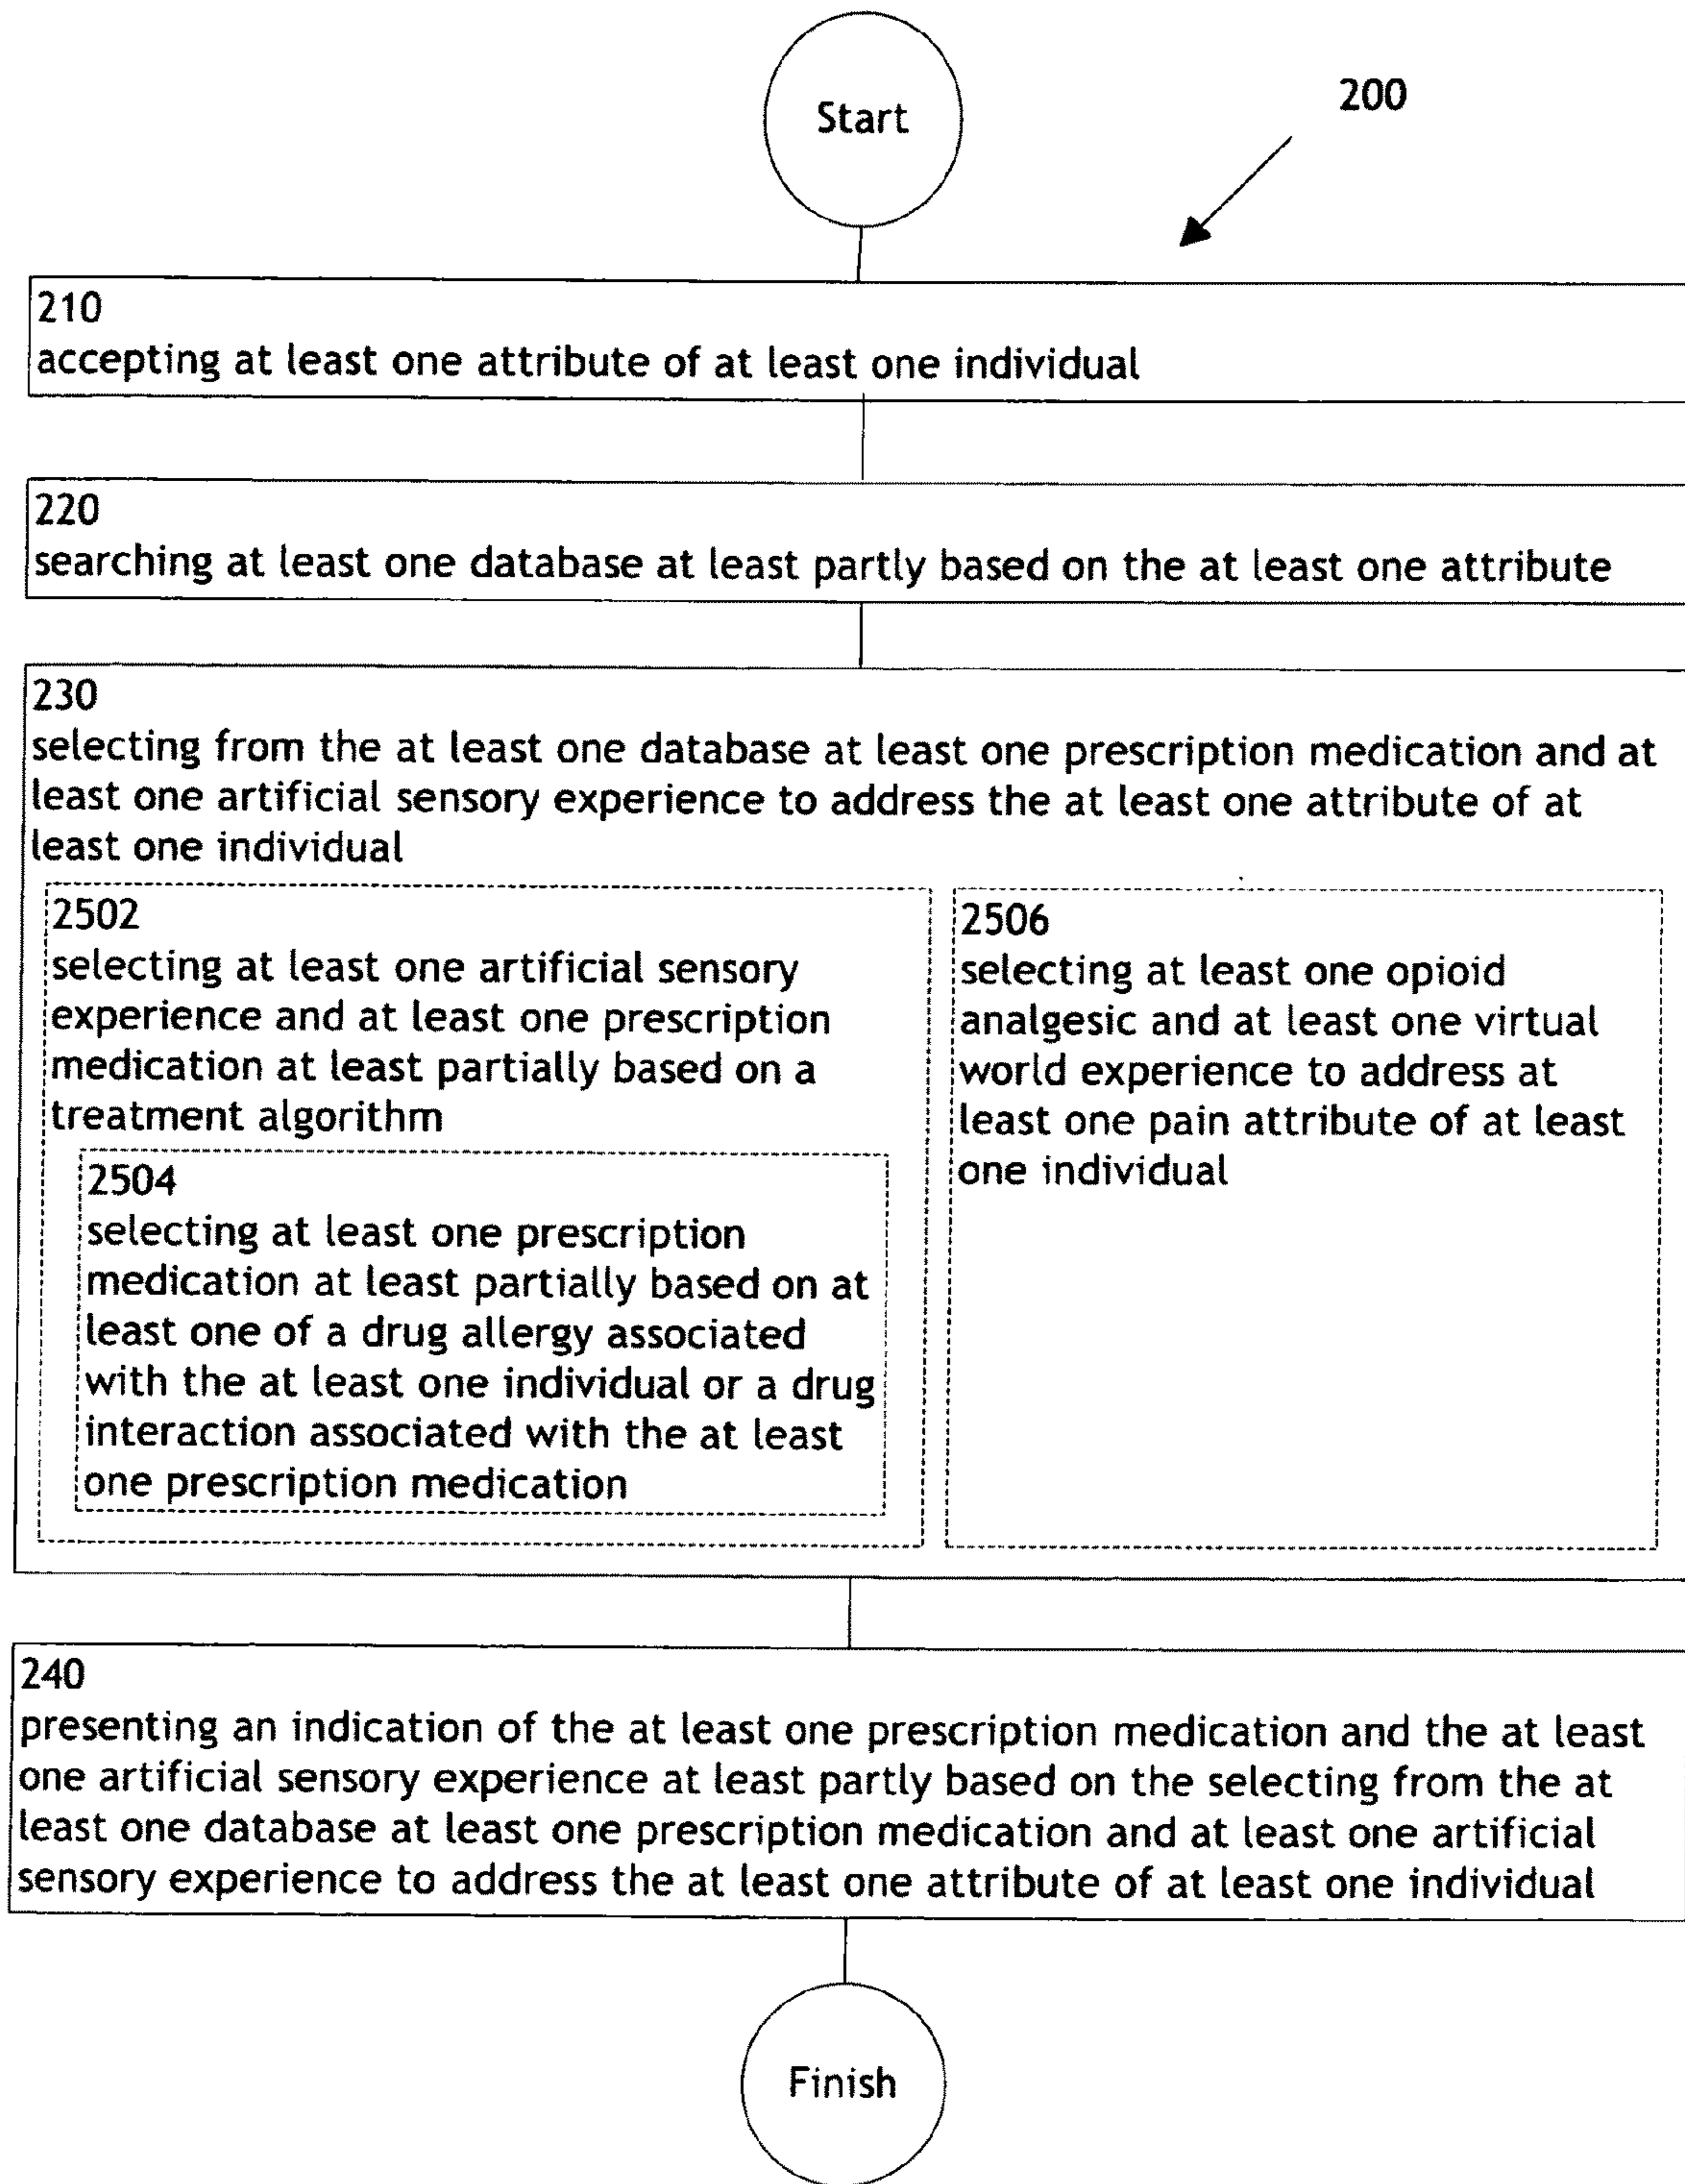 Start
200
210
accepting at least one attribute of at least one individual
220
searching at least one database at least partly based on the at least one attribute
230
selecting from the at least one database at least one prescription medication and at
least one artificial sensory experience to address the at least one attribute of at
least one individual
2502
selecting at least one artificial sensory
experience and at least one prescription
medication at least partially based on a
treatment algorithm
2504
selecting at least one prescription
medication at least partially based on at
least one of a drug allergy associated
with the at least one individual or a drug
interaction associated with the at least
one prescription medication
2506
selecting at least one opioid
analgesic and at least one virtual
world experience to address at
least one pain attribute of at least
one individual
240
presenting an indication of the at least one prescription medication and the at least
one artificial sensory experience at least partly based on the selecting from the at
least one database at least one prescription medication and at least one artificial
sensory experience to address the at least one attribute of at least one individual
Finish